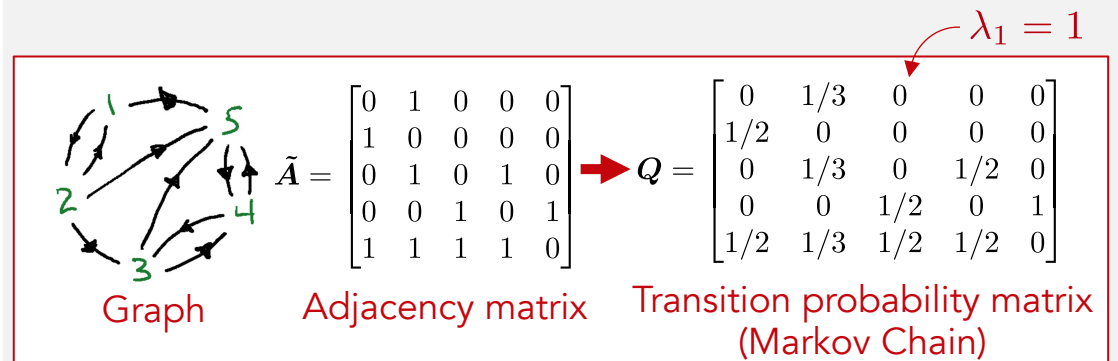 λ₁ = 1
1
5
2
4
3
Ã = [0 1 0 0 0
1 0 0 0 0
0 1 0 1 0
0 0 1 0 1
1 1 1 1 0]
Q = [0 1/3 0 0 0
1/2 0 0 0 0
0 1/3 0 1/2 0
0 0 1/2 0 1
1/2 1/3 1/2 1/2 0]
Graph
Adjacency matrix
Transition probability matrix
(Markov Chain)